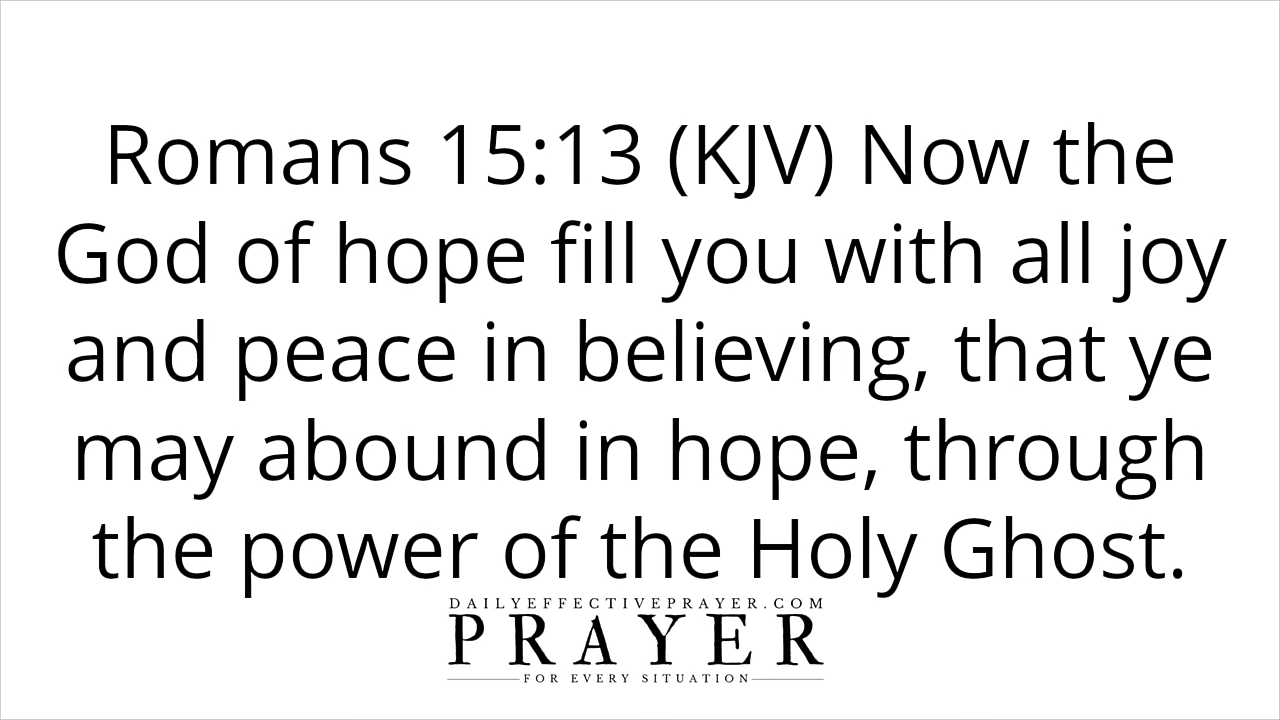 Romans 15:13 (KJV) Now the
God of hope fill you with all joy
and peace in believing, that ye
may abound in hope, through
the power of the Holy Ghost.
DAILYEFFECTIVEPRAYER.COM
PRAYER
FOR EVERY SITUATION